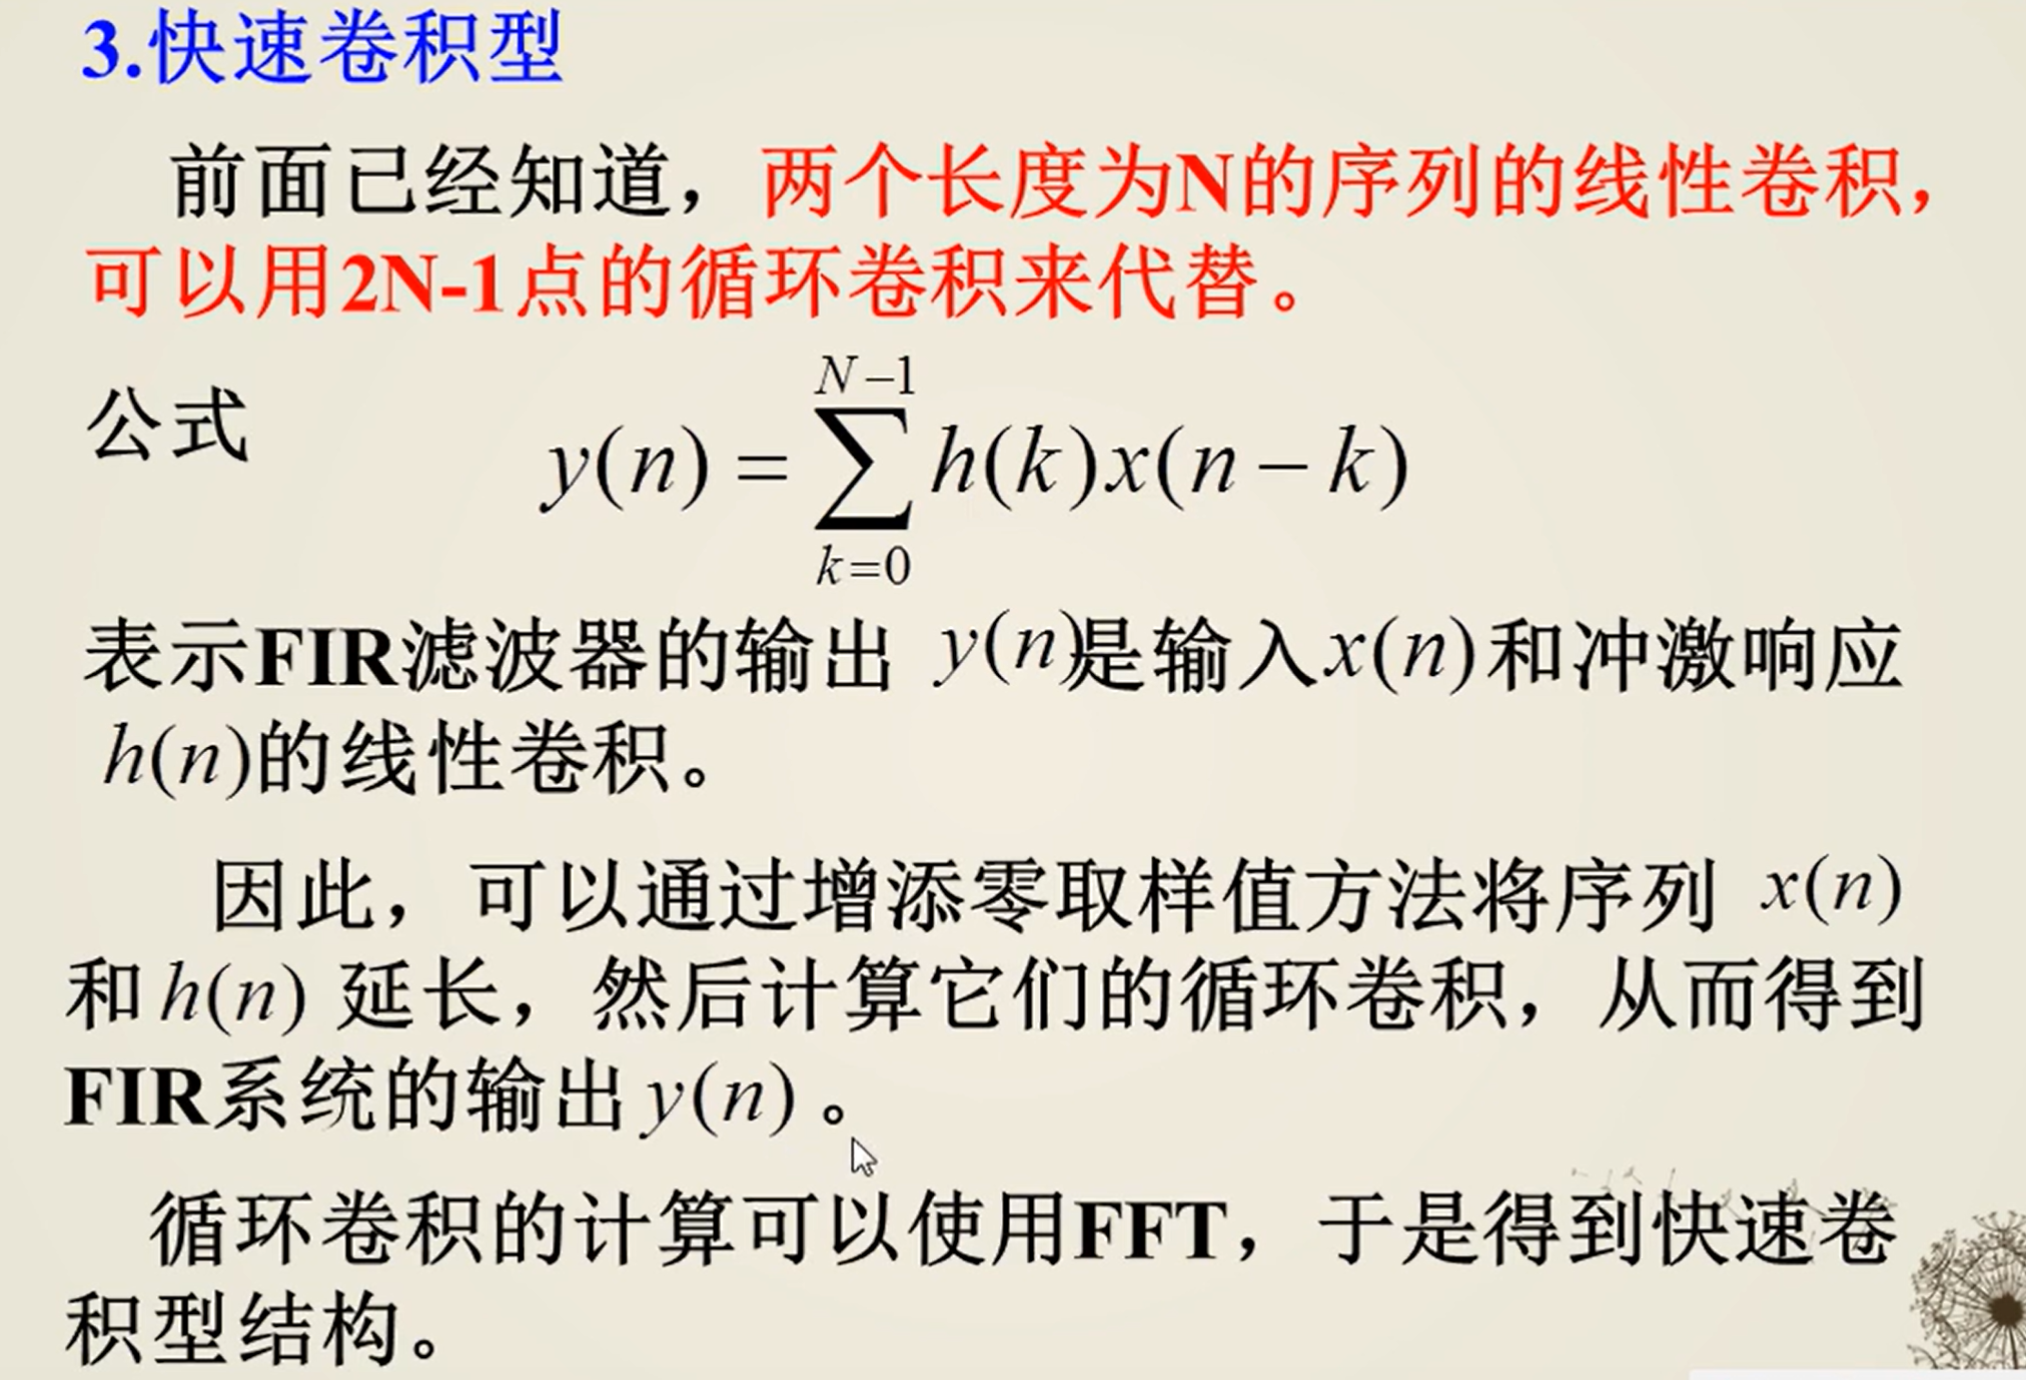 3.快速卷积型
前面已经知道，两个长度为N的序列的线性卷积，
可以用2N-1点的循环卷积来代替。
公式 y(n) = \sum_{k=0}^{N-1} h(k)x(n-k)
表示FIR滤波器的输出 y(n)是输入x(n)和冲激响应
h(n)的线性卷积。
因此，可以通过增添零取样值方法将序列 x(n)
和 h(n) 延长，然后计算它们的循环卷积，从而得到
FIR系统的输出 y(n) 。
循环卷积的计算可以使用FFT，于是得到快速卷
积型结构。